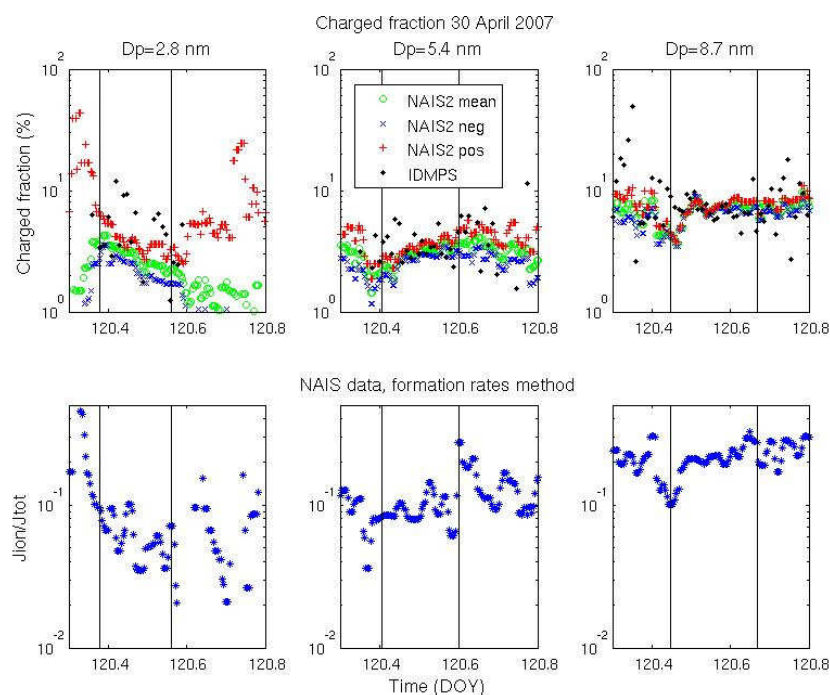 Charged fraction 30 April 2007
Dp=2.8 nm
Dp=5.4 nm
Dp=8.7 nm
Charged fraction (%)
10^2
10^1
10^0
120.4 120.6 120.8
10^2
10^1
10^0
120.4 120.6 120.8
NAIS2 mean
NAIS2 neg
NAIS2 pos
IDMPS
10^2
10^1
10^0
120.4 120.6 120.8
NAIS data, formation rates method
Jion/Jtot
10^-1
10^-2
120.4 120.6 120.8
10^-1
10^-2
120.4 120.6 120.8
10^-1
10^-2
120.4 120.6 120.8
Time (DOY)